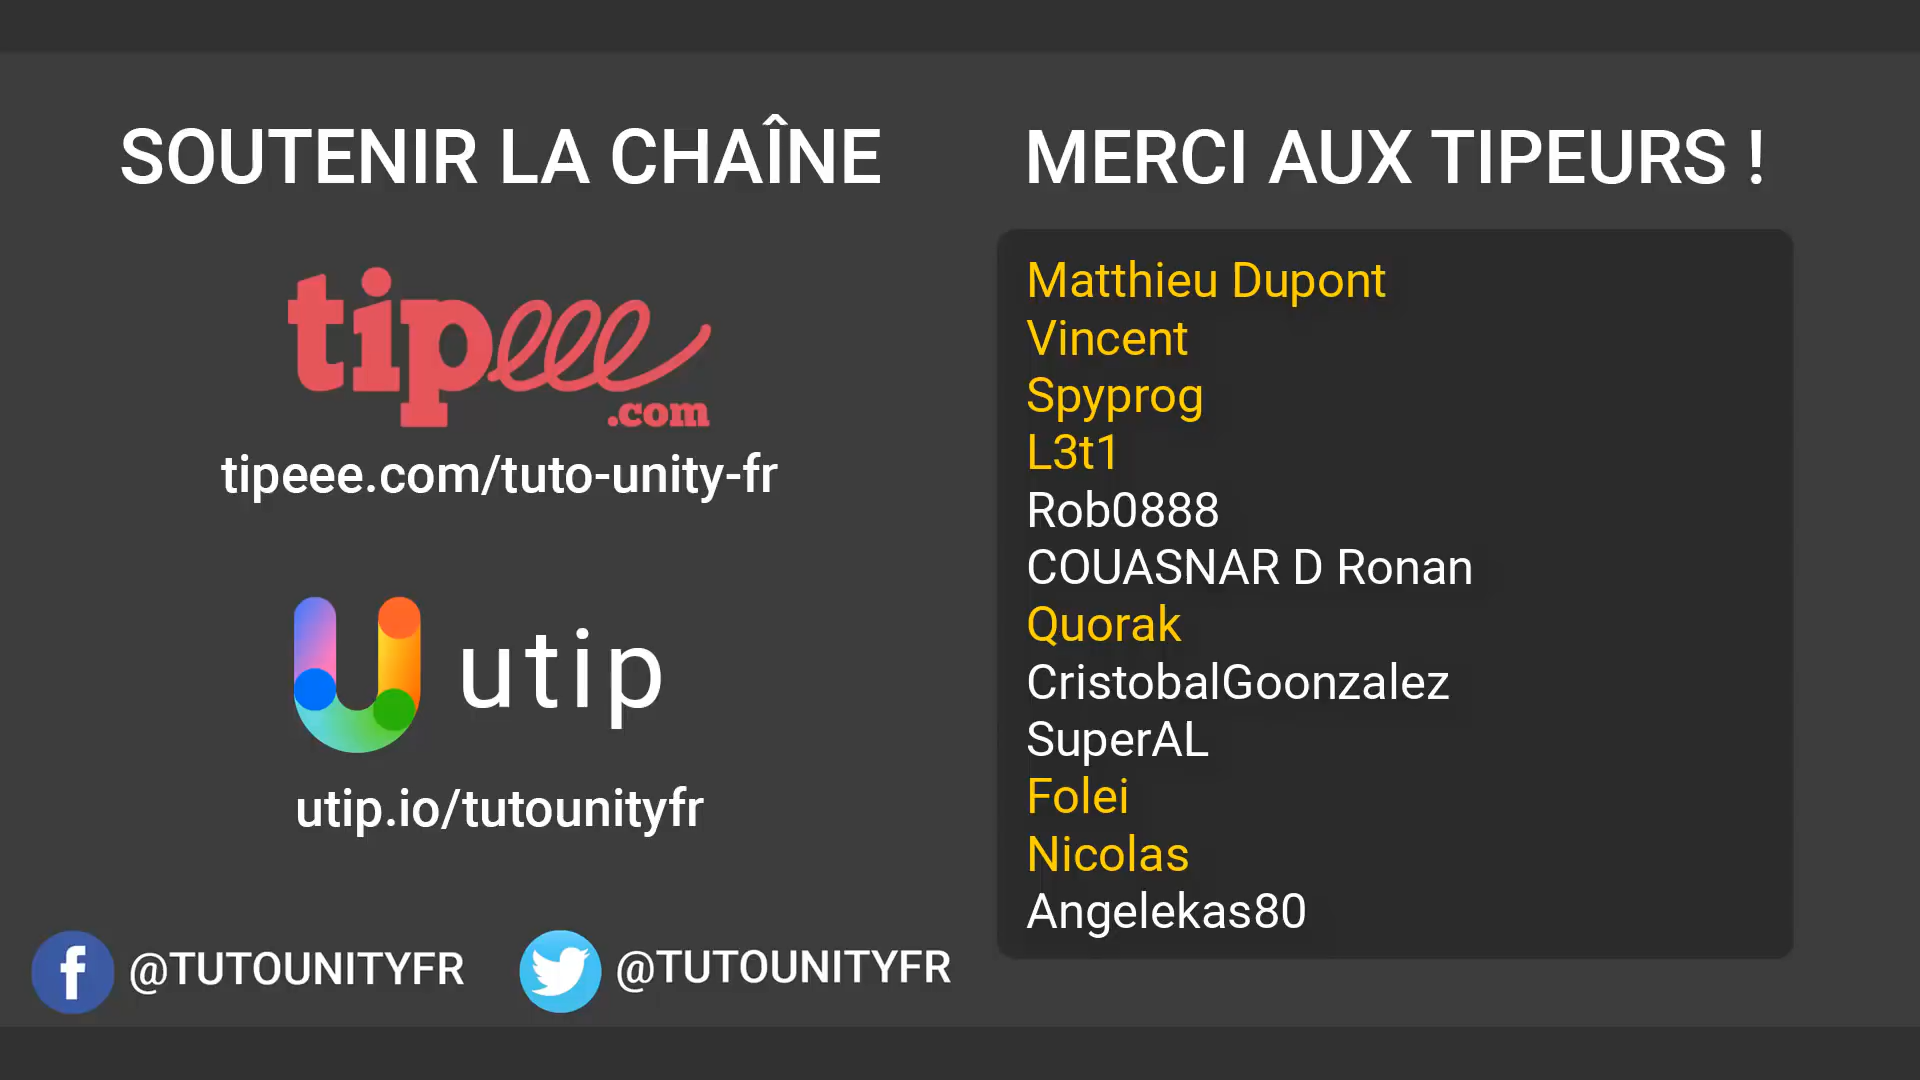 SOUTENIR LA CHAÎNE
tipeee
.com
tipeee.com/tuto-unity-fr
utip
utip.io/tutounityfr
@TUTOUNITYFR
@TUTOUNITYFR
MERCI AUX TIPEURS !
Matthieu Dupont
Vincent
Spyprog
L3t1
Rob0888
COUASNAR D Ronan
Quorak
CristobalGoonzalez
SuperAL
Folei
Nicolas
Angelekas80